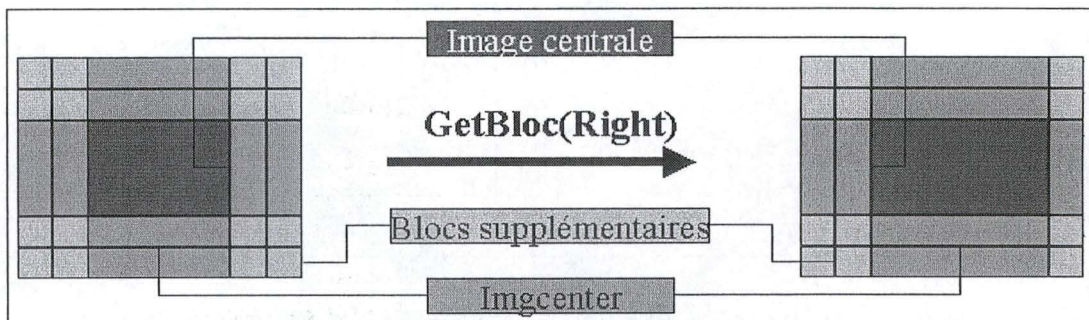 Image centrale
GetBloc(Right)
Blocs supplémentaires
Imgcenter